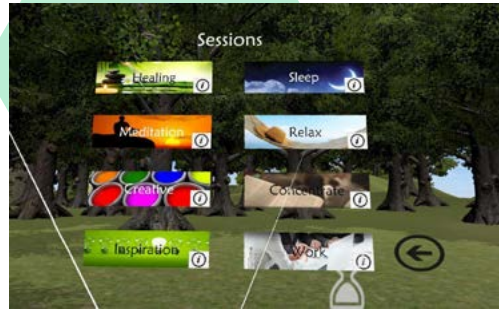 Sessions
Healing
Sleep
Meditation
Relax
Creative
Concentrate
Inspiration
Work